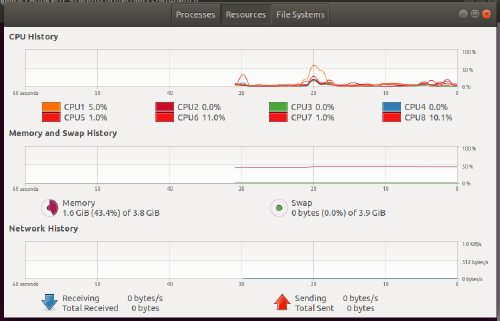 Processes Resources File Systems
CPU History
100 %
50 %
0 %
60 seconds 50 40 30 20 10 0
CPU1 5.0% CPU2 0.0% CPU3 0.0% CPU4 0.0%
CPU5 1.0% CPU6 11.0% CPU7 1.0% CPU8 10.1%
Memory and Swap History
100 %
50 %
0 %
60 seconds 50 40 30 20 10 0
Memory Swap
1.6 GiB (43.4%) of 3.8 GiB 0 bytes (0.0%) of 3.9 GiB
Network History
1.0 KiB/s
512 bytes/s
0 bytes/s
60 seconds 50 40 30 20 10 0
Receiving 0 bytes/s Sending 0 bytes/s
Total Received 0 bytes Total Sent 0 bytes